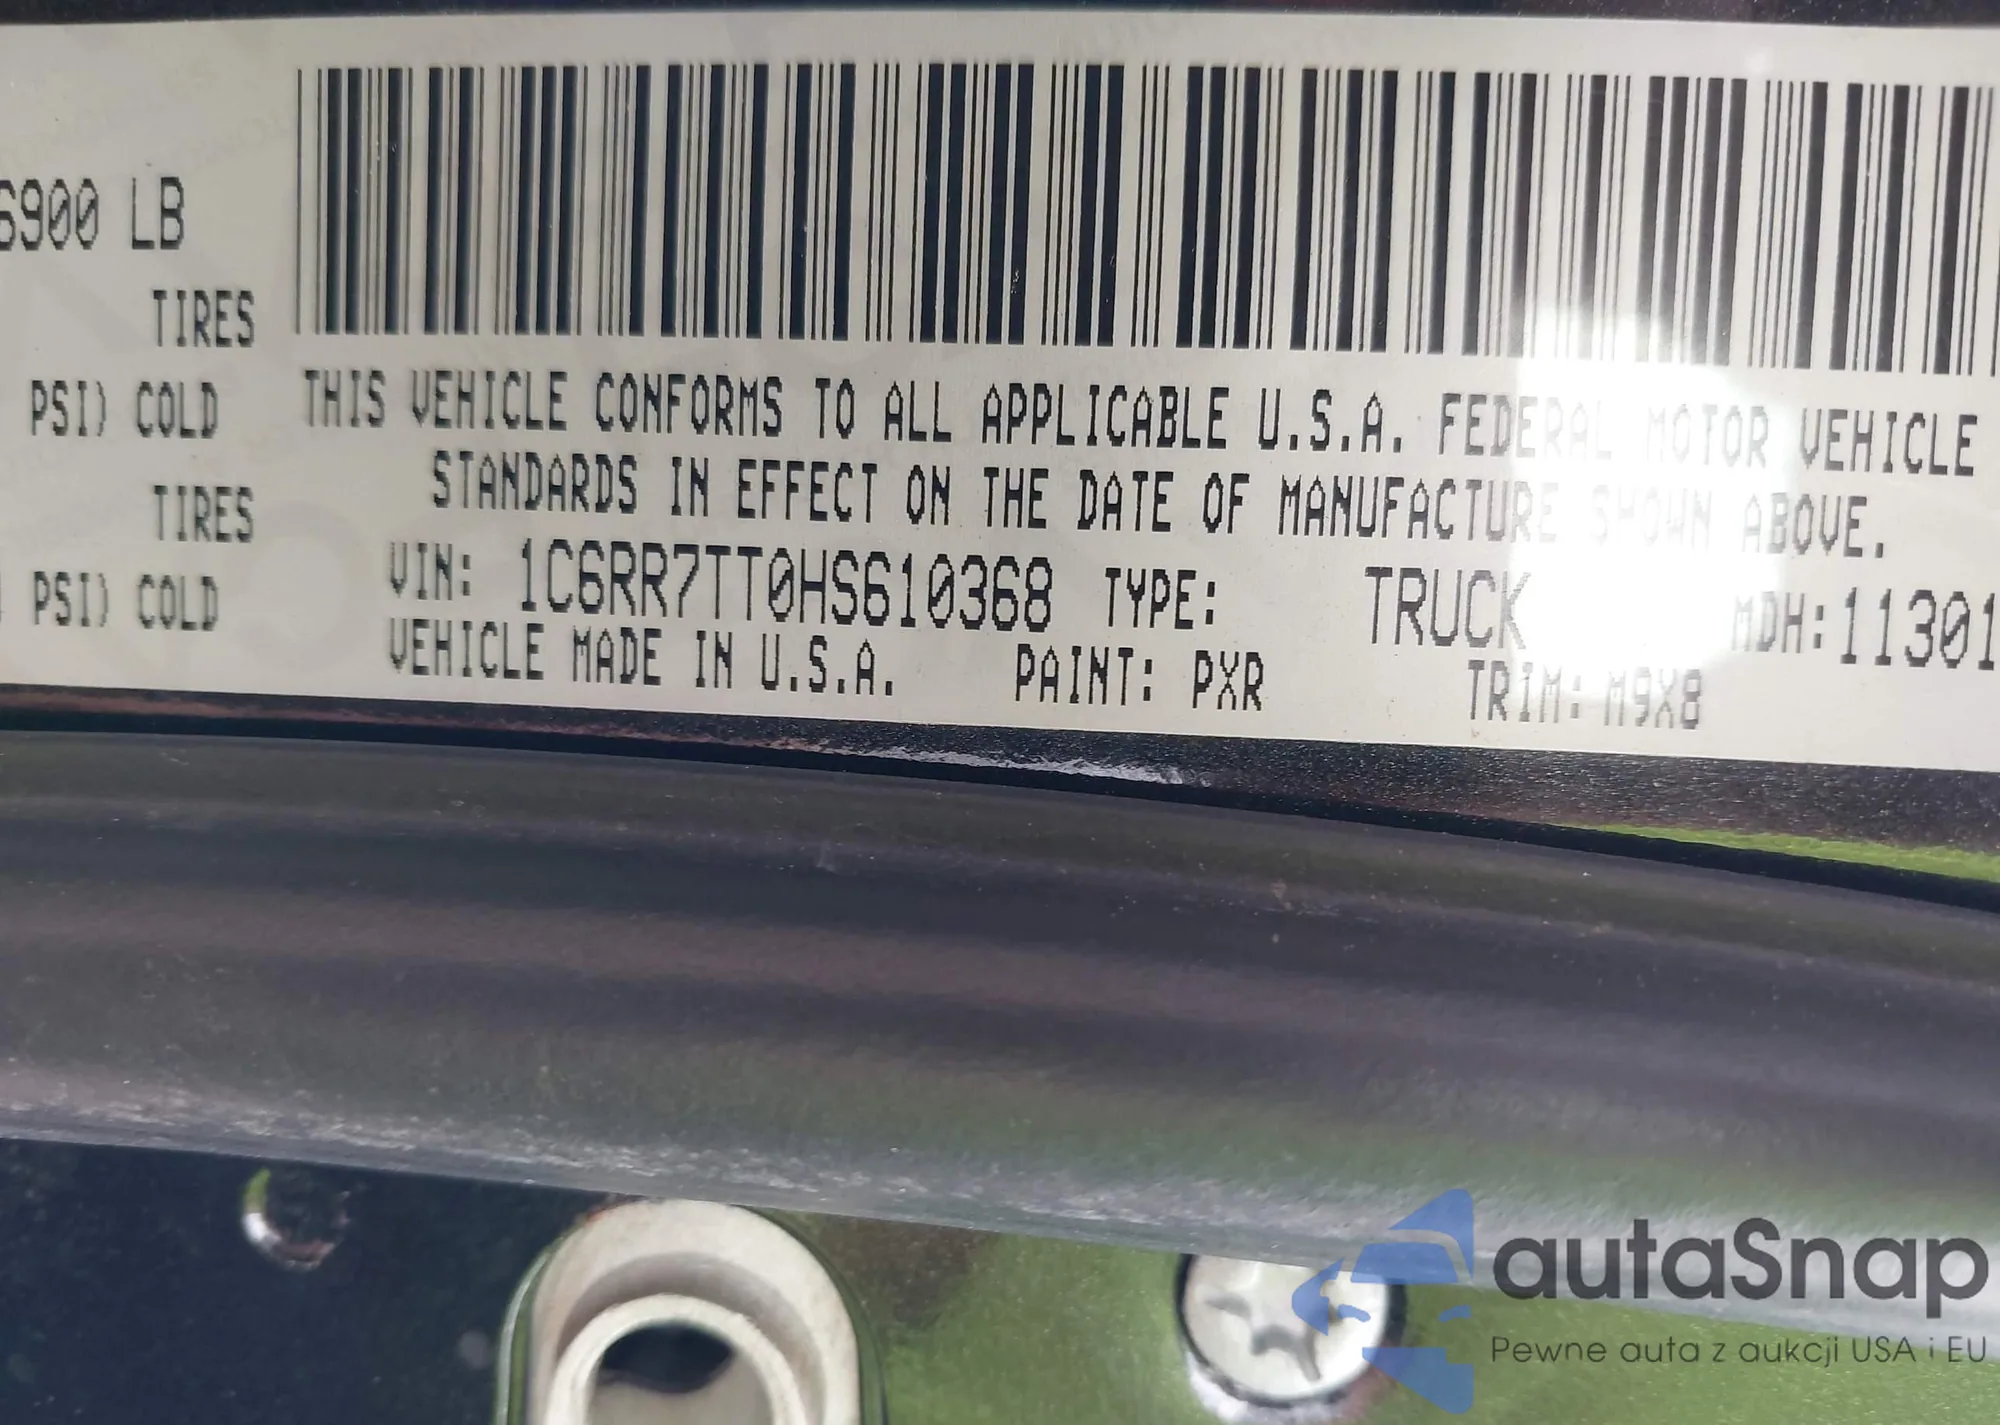 6900 LB
TIRES
PSI) COLD
TIRES
PSI) COLD
THIS VEHICLE CONFORMS TO ALL APPLICABLE U.S.A. FEDERAL MOTOR VEHICLE
STANDARDS IN EFFECT ON THE DATE OF MANUFACTURE SHOWN ABOVE.
VIN: 1C6RR7TT0HS610368 TYPE: TRUCK MDH:11301
VEHICLE MADE IN U.S.A. PAINT: PXR TRIM: M9X8
autaSnap
Pewne auta z aukcji USA i EU